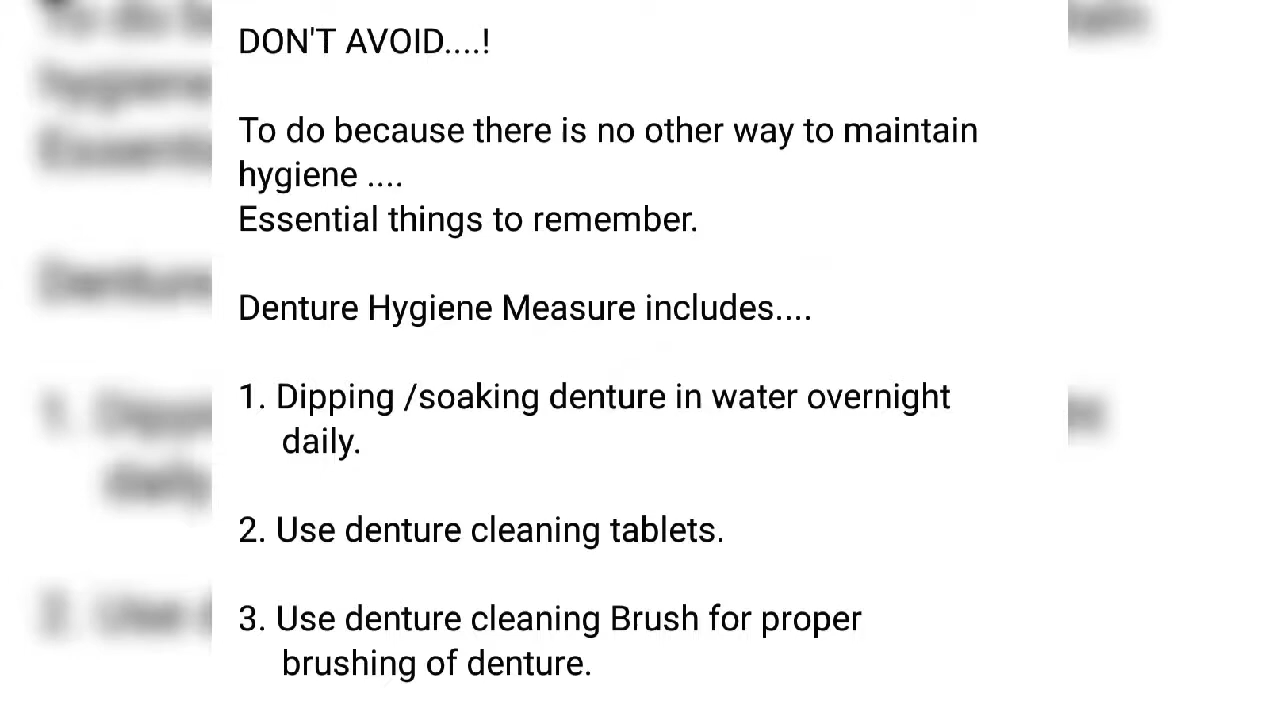 DON'T AVOID....!
To do because there is no other way to maintain
hygiene ....
Essential things to remember.
Denture Hygiene Measure includes....
1. Dipping /soaking denture in water overnight
daily.
2. Use denture cleaning tablets.
3. Use denture cleaning Brush for proper
brushing of denture.